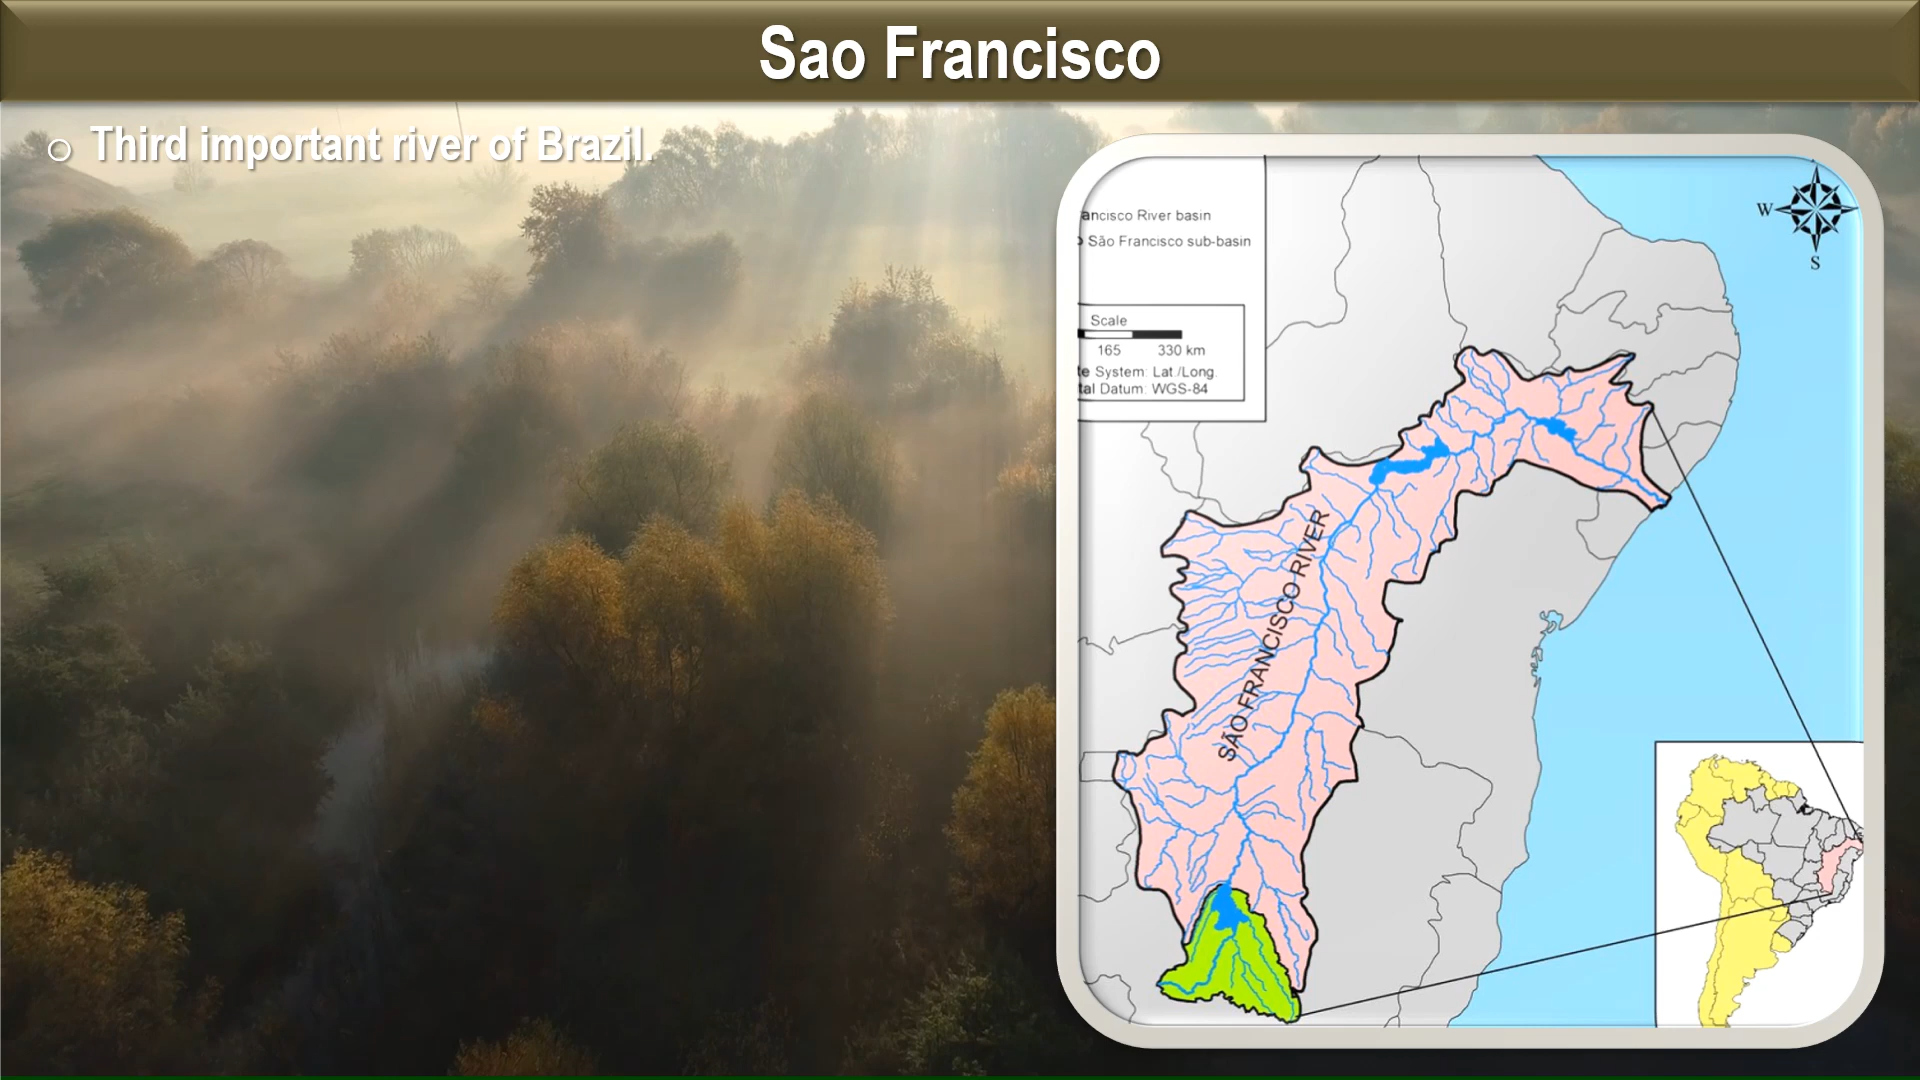 Sao Francisco
Third important river of Brazil.
ancisco River basin
São Francisco sub-basin
Scale
165 330 km
te System: Lat./Long.
tal Datum: WGS-84
W
S
SÃO FRANCISCO RIVER